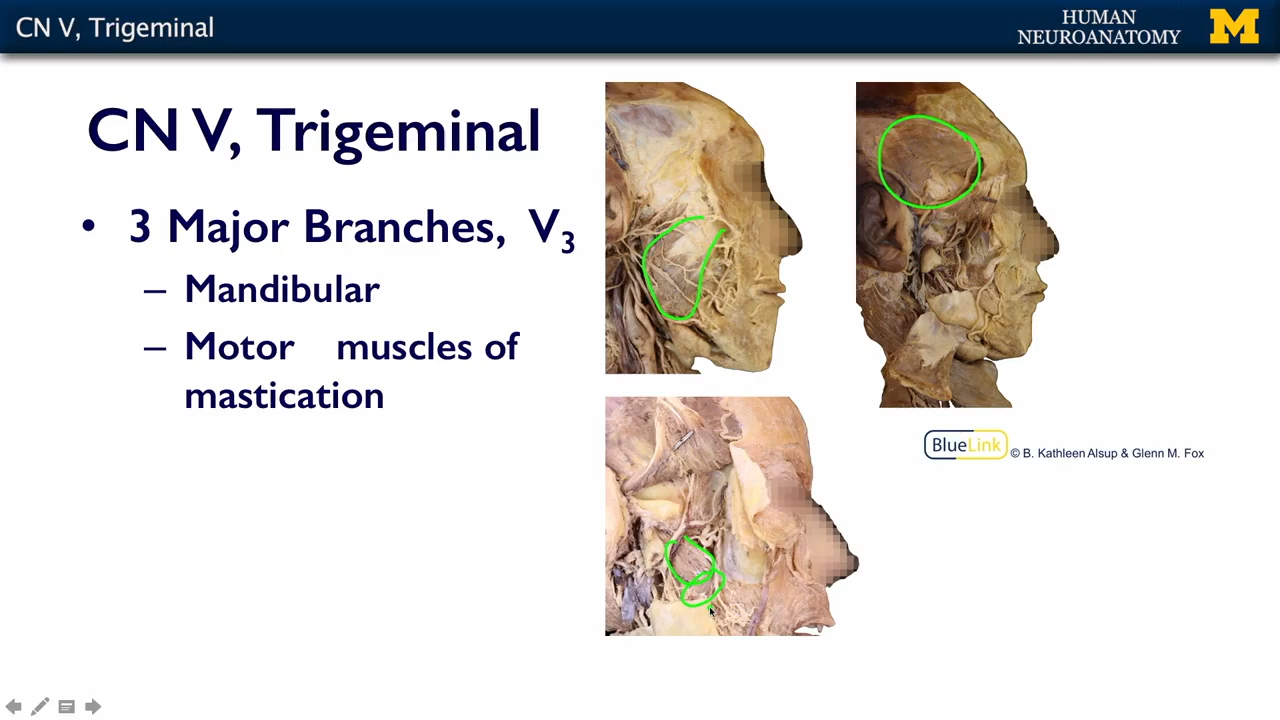 CN V, Trigeminal
HUMAN
NEUROANATOMY
M
CN V, Trigeminal
• 3 Major Branches, V₃
– Mandibular
– Motor muscles of
mastication
BlueLink © B. Kathleen Alsup & Glenn M. Fox